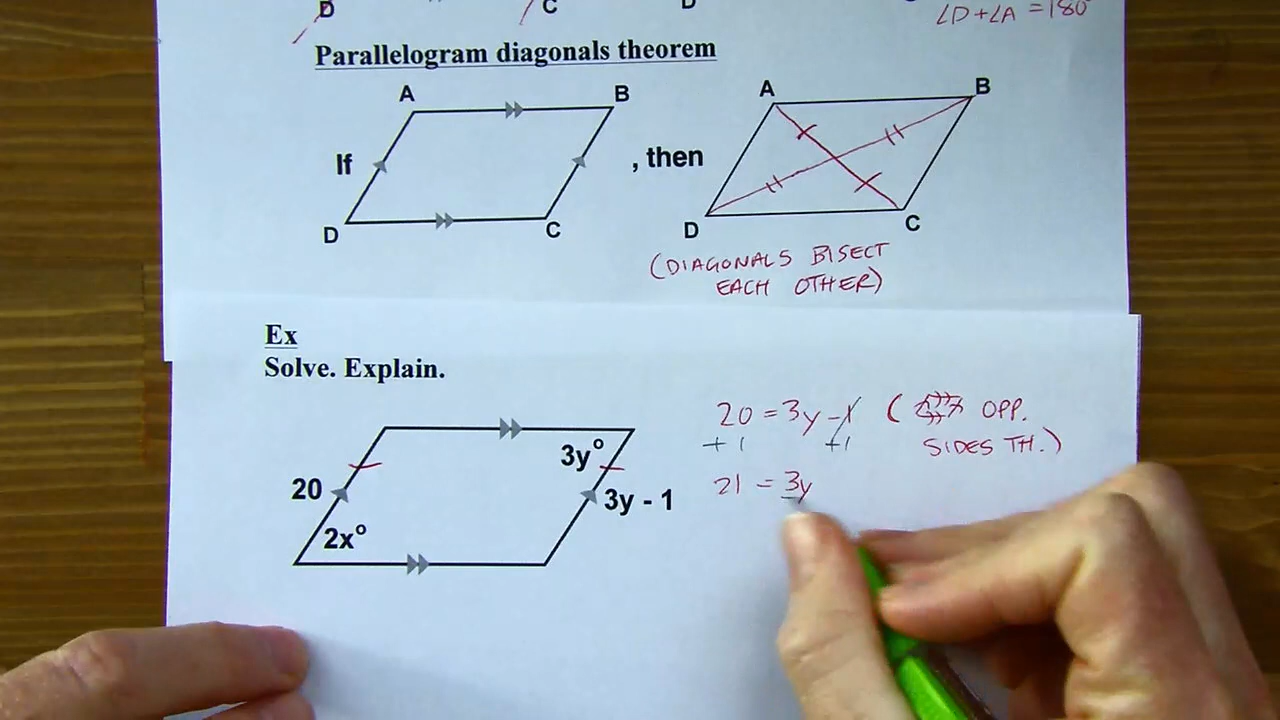 D C D ∠D+∠A = 180°
Parallelogram diagonals theorem
A B A B
If , then
D C D C
(DIAGONALS BISECT
EACH OTHER)
Ex
Solve. Explain.
20 = 3y - 1 ( OPP.
+1 +1 SIDES TH.)
21 = 3y
3y°
20
3y - 1
2x°